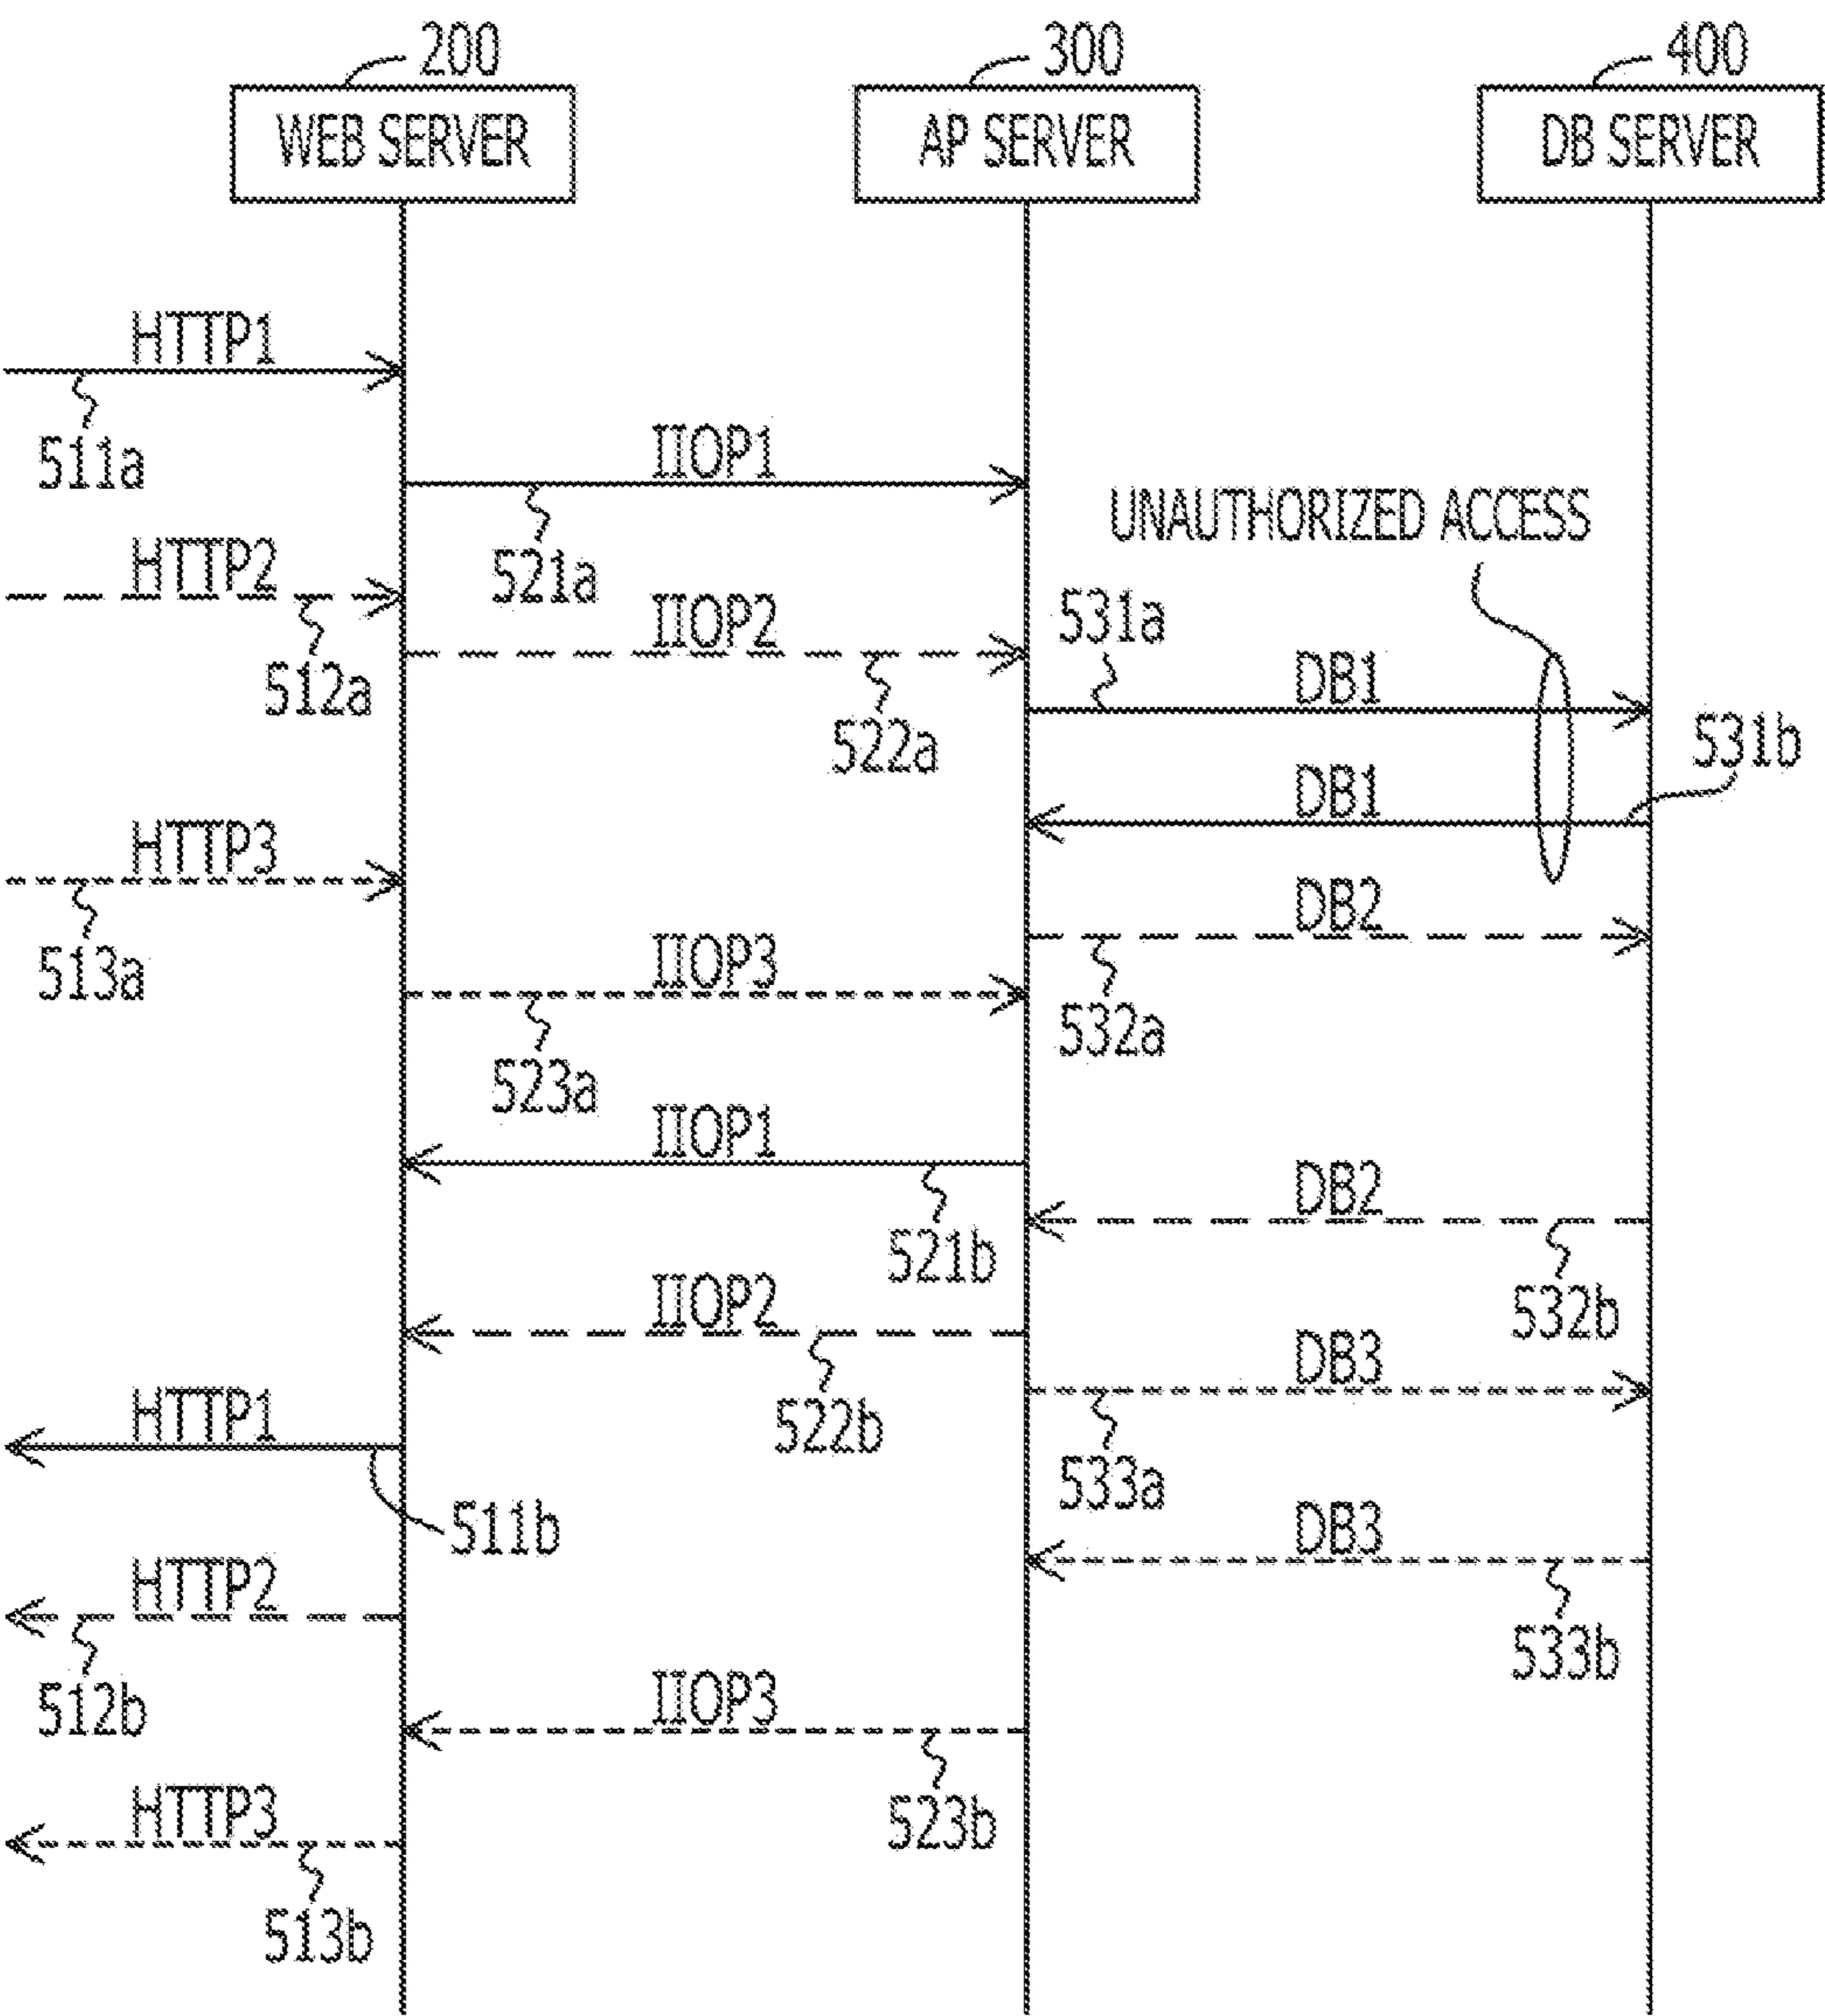 200
300
400
WEB SERVER
AP SERVER
DB SERVER
HTTP1
511a
IIOP1
521a
UNAUTHORIZED ACCESS
HTTP2
512a
IIOP2
522a
531a
DB1
531b
DB1
HTTP3
513a
DB2
532a
IIOP3
523a
IIOP1
521b
DB2
532b
IIOP2
522b
DB3
533a
HTTP1
511b
DB3
533b
HTTP2
512b
IIOP3
523b
HTTP3
513b